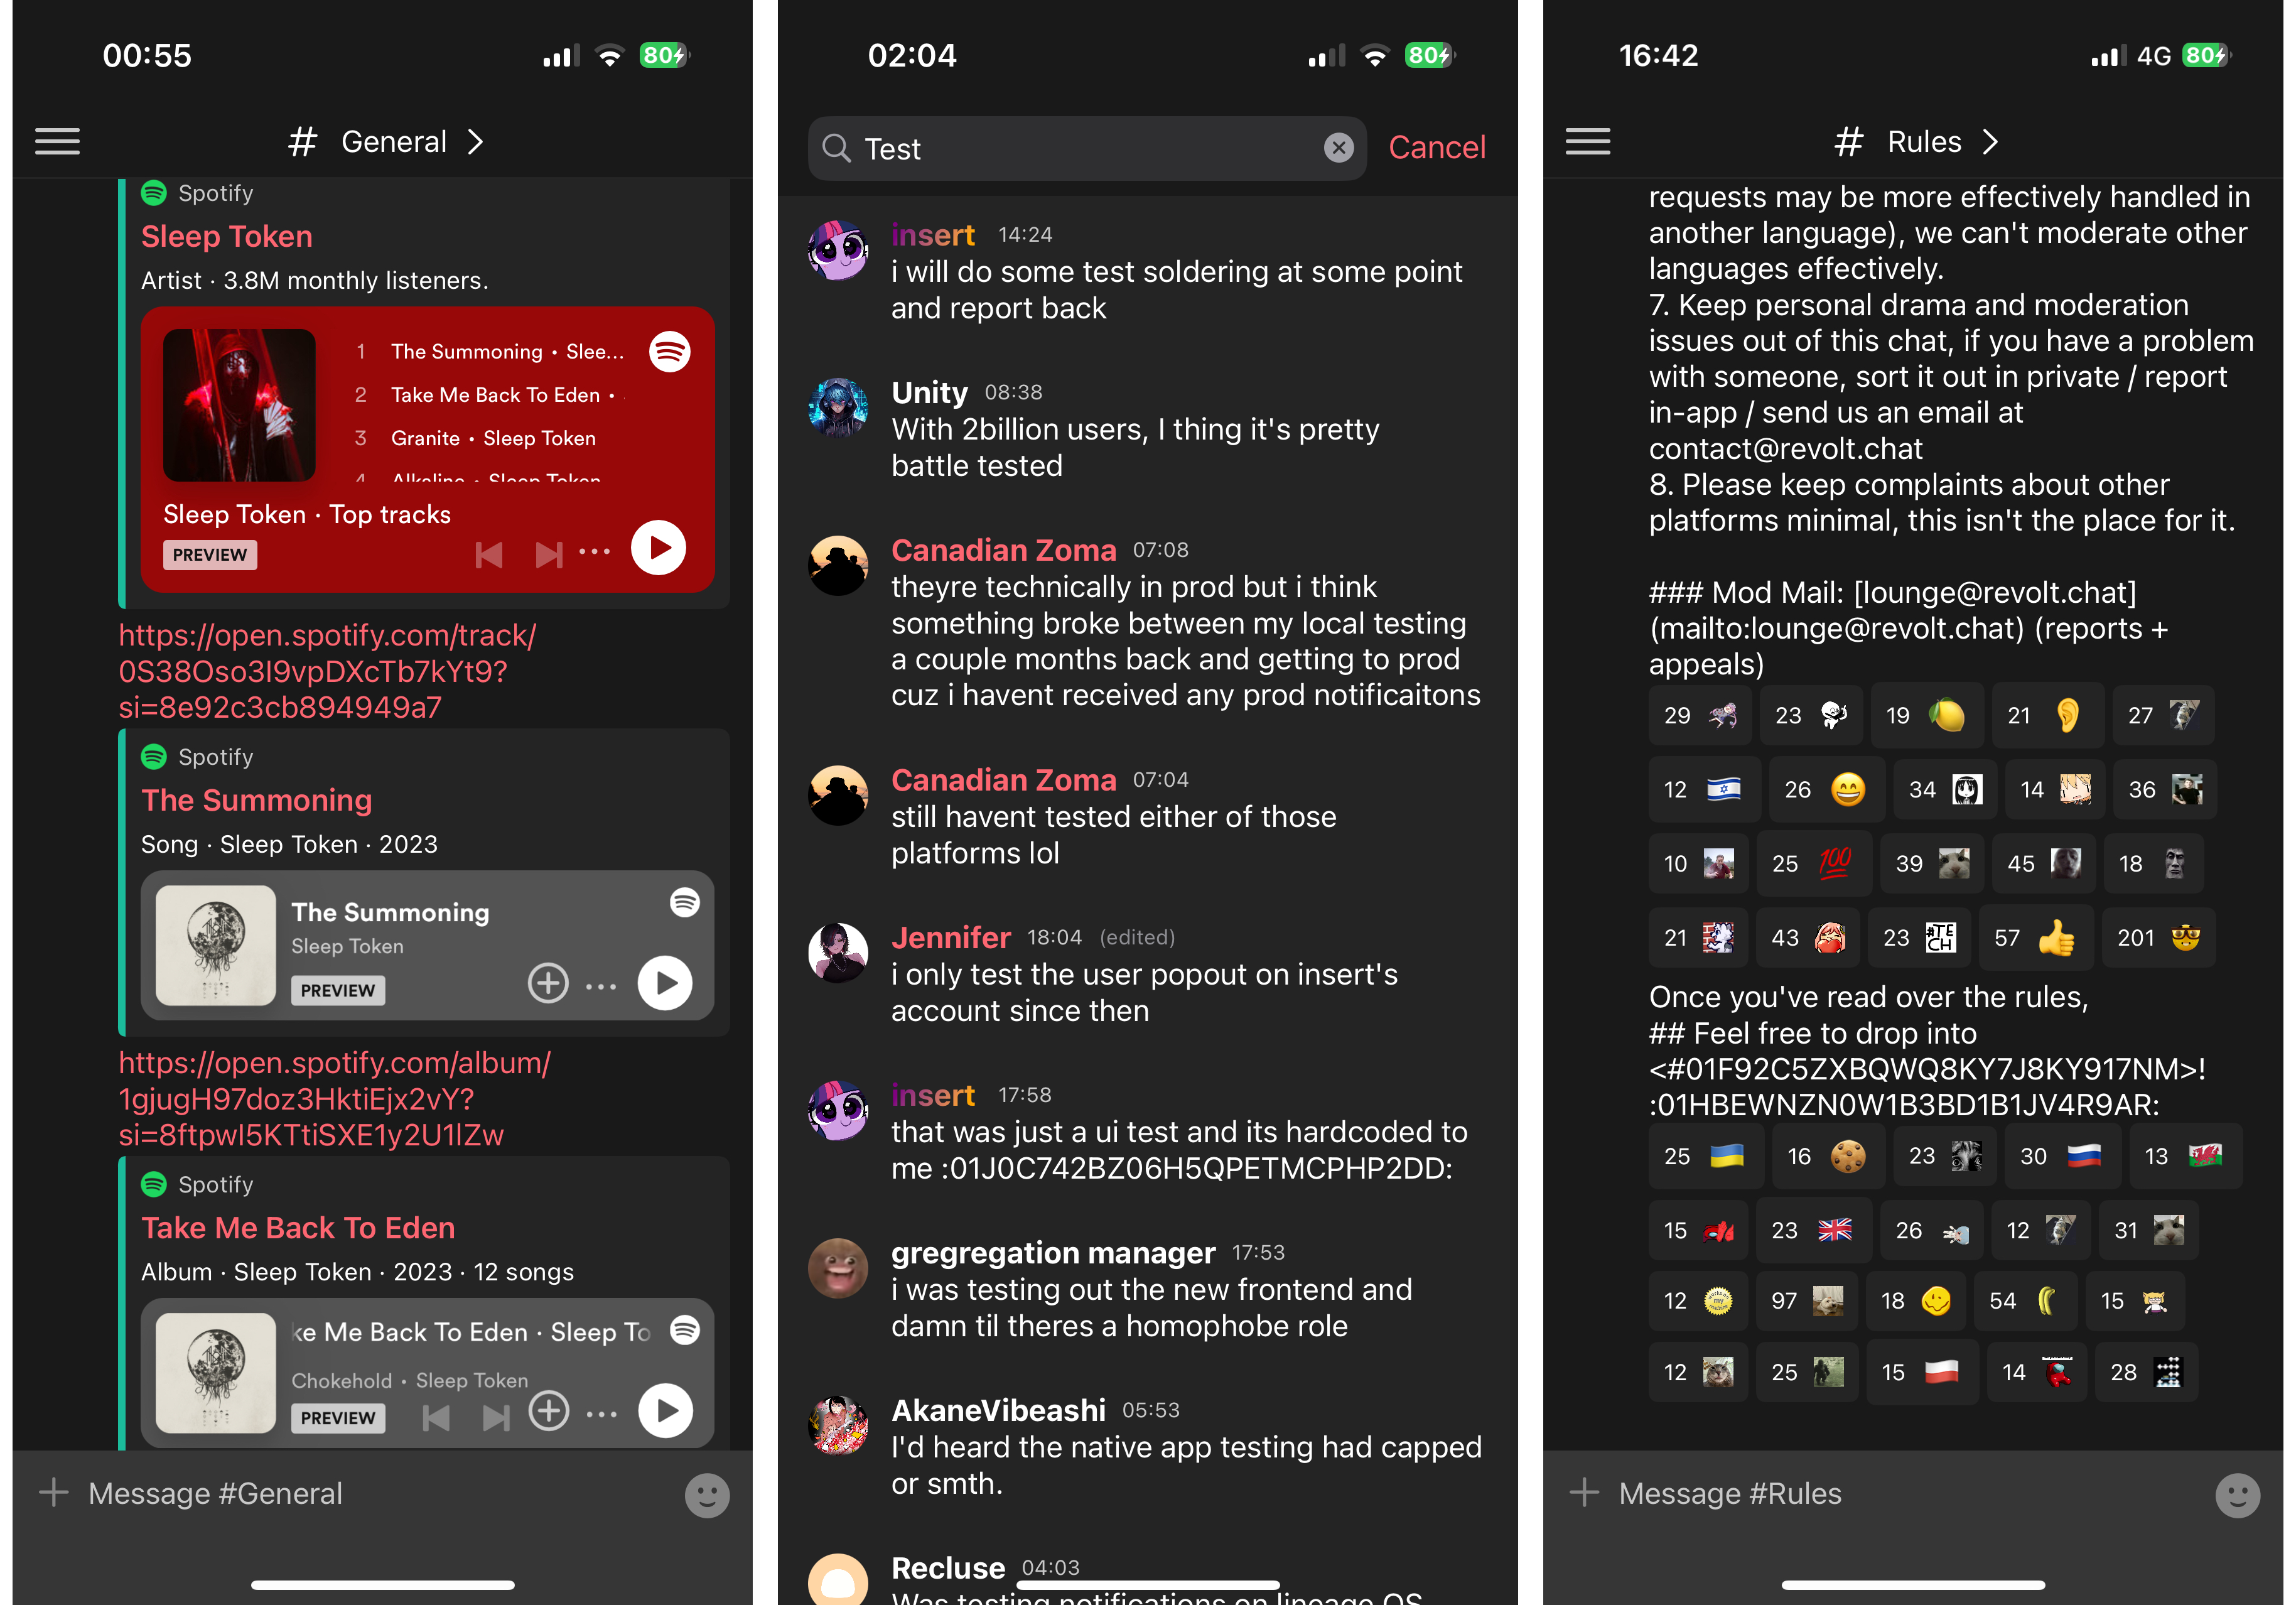 00:55
80
# General
Spotify
Sleep Token
Artist · 3.8M monthly listeners.
1 The Summoning • Slee...
2 Take Me Back To Eden •
3 Granite • Sleep Token
4 Alkaline • Sleep Token
Sleep Token · Top tracks
PREVIEW
https://open.spotify.com/track/
0S38Oso3I9vpDXcTb7kYt9?
si=8e92c3cb894949a7
Spotify
The Summoning
Song · Sleep Token · 2023
The Summoning
Sleep Token
PREVIEW
https://open.spotify.com/album/
1gjugH97doz3HktiEjx2vY?
si=8ftpwI5KTtiSXE1y2U1lZw
Spotify
Take Me Back To Eden
Album · Sleep Token · 2023 · 12 songs
ke Me Back To Eden · Sleep To
Chokehold • Sleep Token
PREVIEW
Message #General
02:04
80
Test
Cancel
insert 14:24
i will do some test soldering at some point
and report back
Unity 08:38
With 2billion users, I thing it's pretty
battle tested
Canadian Zoma 07:08
theyre technically in prod but i think
something broke between my local testing
a couple months back and getting to prod
cuz i havent received any prod notificaitons
Canadian Zoma 07:04
still havent tested either of those
platforms lol
Jennifer 18:04 (edited)
i only test the user popout on insert's
account since then
insert 17:58
that was just a ui test and its hardcoded to
me :01J0C742BZ06H5QPETMCPHP2DD:
gregregation manager 17:53
i was testing out the new frontend and
damn til theres a homophobe role
AkaneVibeashi 05:53
I'd heard the native app testing had capped
or smth.
Recluse 04:03
Was testing notifications on lineage OS
16:42
4G 80
# Rules
requests may be more effectively handled in
another language), we can't moderate other
languages effectively.
7. Keep personal drama and moderation
issues out of this chat, if you have a problem
with someone, sort it out in private / report
in-app / send us an email at
contact@revolt.chat
8. Please keep complaints about other
platforms minimal, this isn't the place for it.
### Mod Mail: [lounge@revolt.chat]
(mailto:lounge@revolt.chat) (reports +
appeals)
29 23 19 21 27
12 26 34 14 36
10 25 100 39 45 18
21 43 23 #TE CH 57 201
Once you've read over the rules,
## Feel free to drop into
<#01F92C5ZXBQWQ8KY7J8KY917NM>!
:01HBEWNZN0W1B3BD1B1JV4R9AR:
25 16 23 30 13
15 23 26 12 31
12 97 18 54 15
12 25 15 14 28
Message #Rules